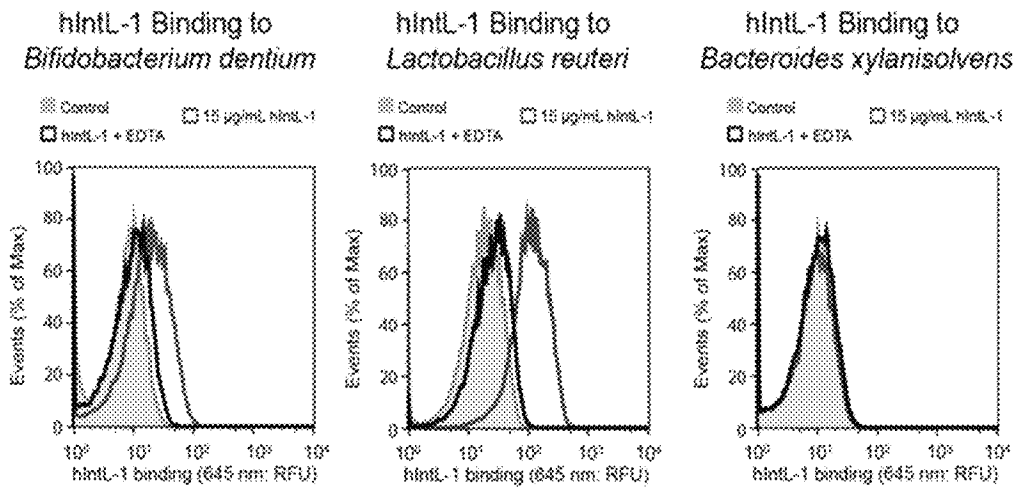 hIntL-1 Binding to
Bifidobacterium dentium
Control
15 µg/mL hIntL-1
hIntL-1 + EDTA
100
80
60
40
20
0
Events (% of Max)
10⁰ 10¹ 10² 10³ 10⁴
hIntL-1 binding (645 nm: RFU)
hIntL-1 Binding to
Lactobacillus reuteri
Control
15 µg/mL hIntL-1
hIntL-1 + EDTA
100
80
60
40
20
0
Events (% of Max)
10⁰ 10¹ 10² 10³ 10⁴
hIntL-1 binding (645 nm: RFU)
hIntL-1 Binding to
Bacteroides xylanisolvens
Control
15 µg/mL hIntL-1
hIntL-1 + EDTA
100
80
60
40
20
0
Events (% of Max)
10⁰ 10¹ 10² 10³ 10⁴
hIntL-1 binding (645 nm: RFU)